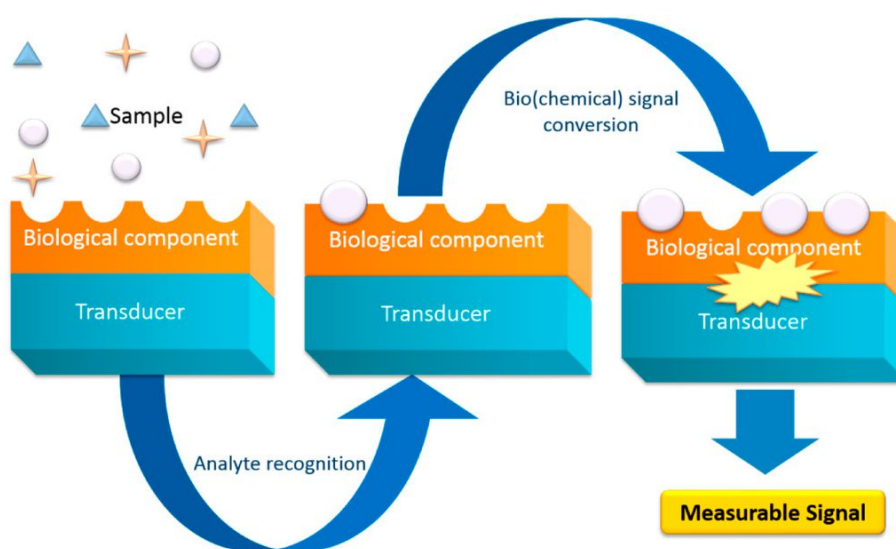 Sample
Biological component
Transducer
Analyte recognition
Biological component
Transducer
Bio(chemical) signal
conversion
Biological component
Transducer
Measurable Signal